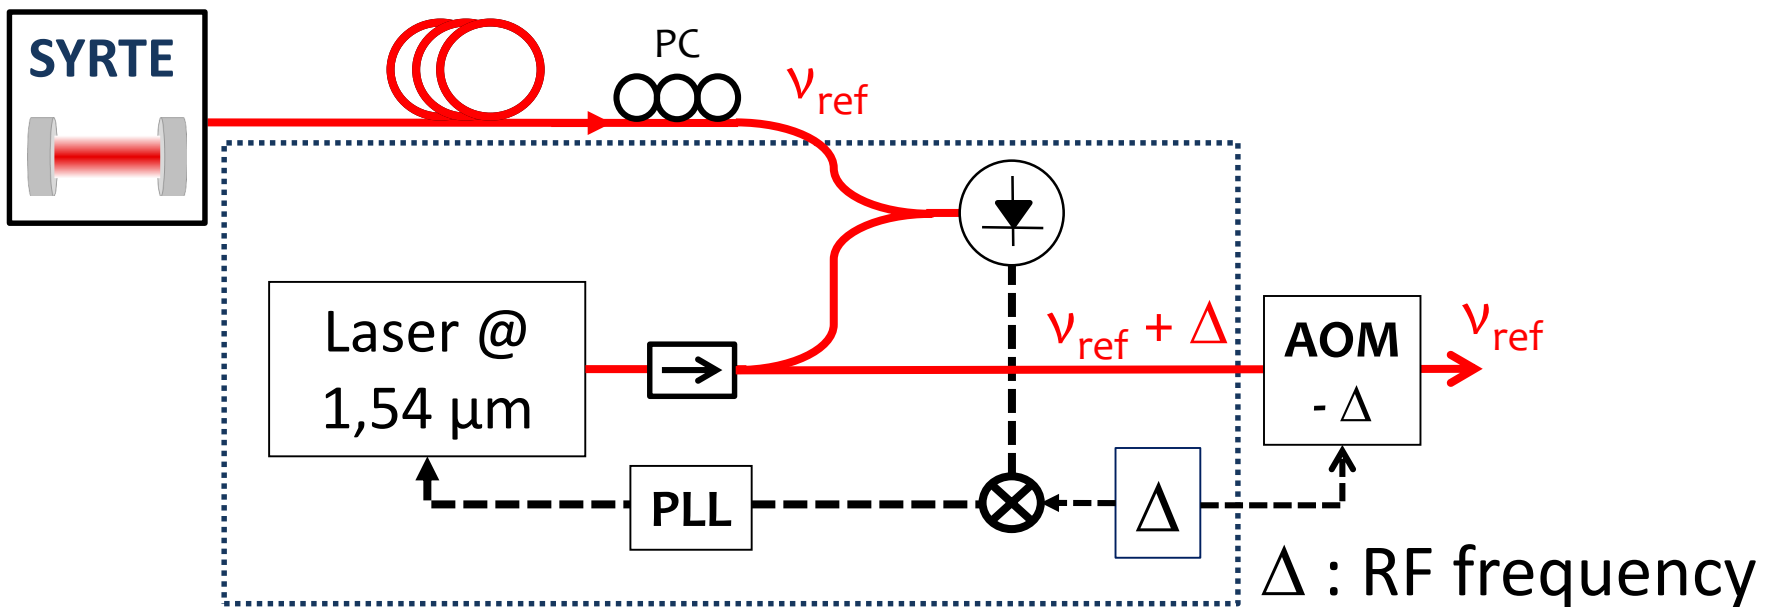 SYRTE
PC
νref
Laser @
1,54 µm
νref + Δ
AOM
- Δ
νref
PLL
Δ
Δ : RF frequency